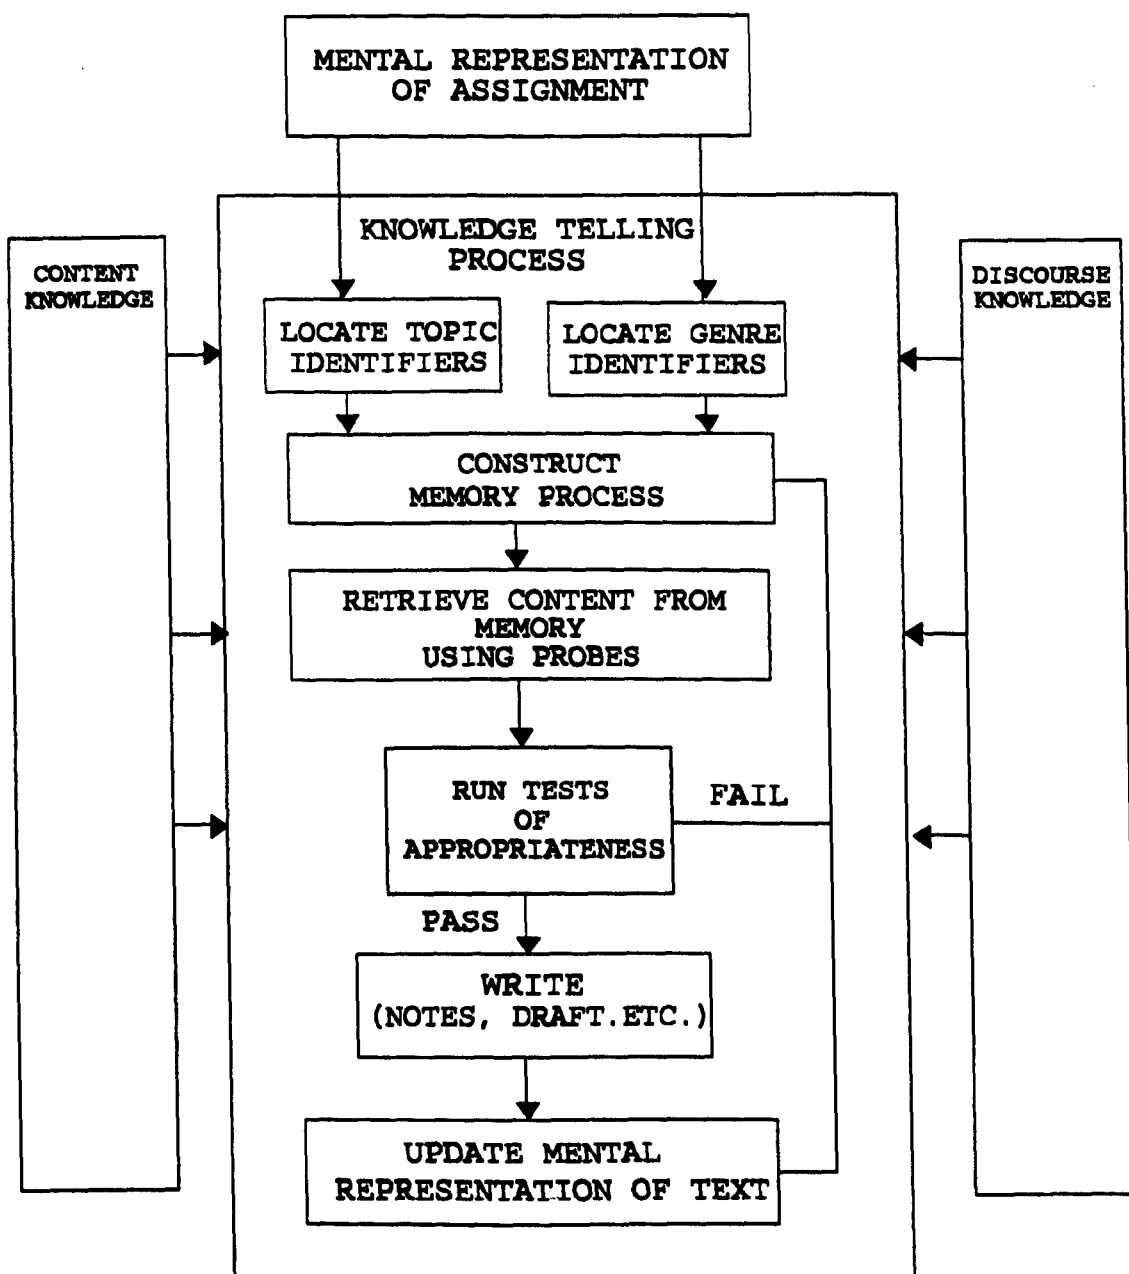 MENTAL REPRESENTATION
OF ASSIGNMENT
KNOWLEDGE TELLING
PROCESS
CONTENT
KNOWLEDGE
DISCOURSE
KNOWLEDGE
LOCATE TOPIC
IDENTIFIERS
LOCATE GENRE
IDENTIFIERS
CONSTRUCT
MEMORY PROCESS
RETRIEVE CONTENT FROM
MEMORY
USING PROBES
RUN TESTS
OF
APPROPRIATENESS
FAIL
PASS
WRITE
(NOTES, DRAFT.ETC.)
UPDATE MENTAL
REPRESENTATION OF TEXT